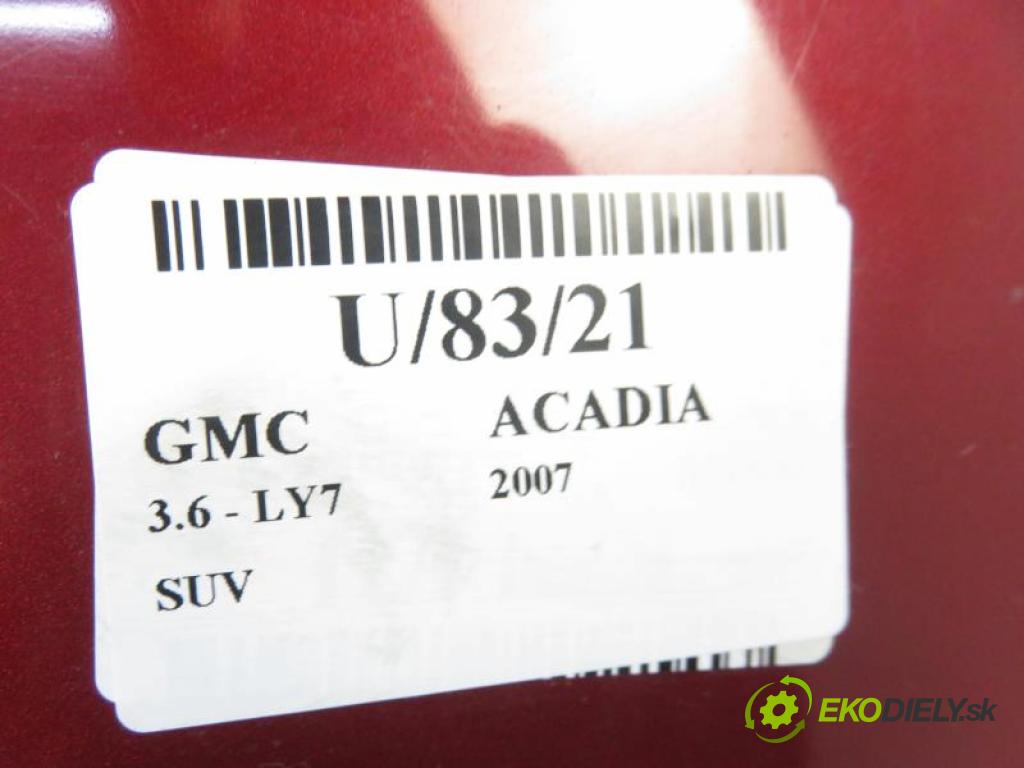 U/83/21
GMC ACADIA
3.6 - LY7 2007
SUV
EKODIELY.sk